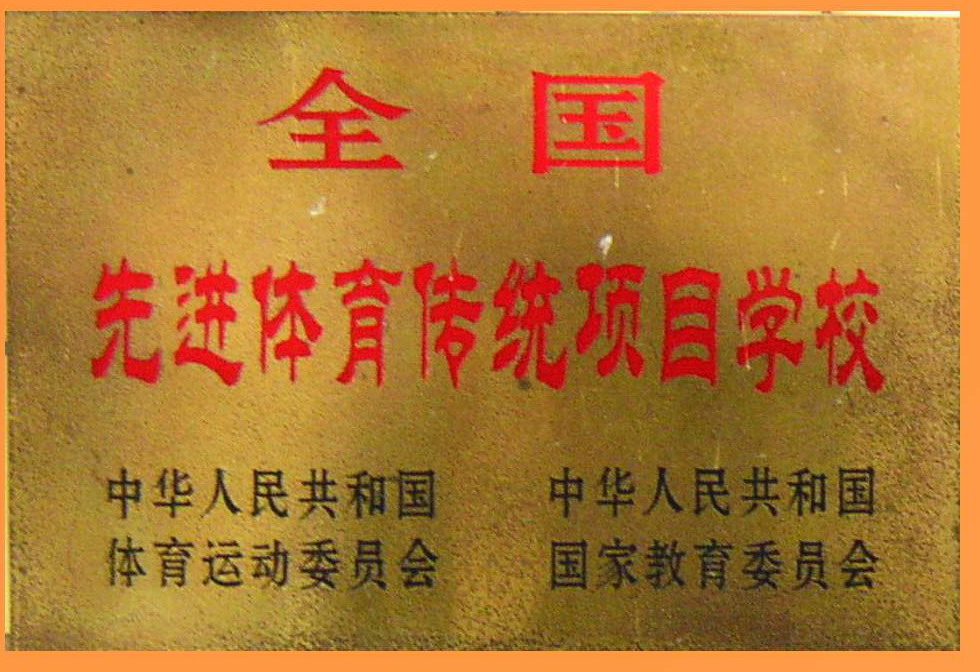 全国
先进体育传统项目学校
中华人民共和国 中华人民共和国
体育运动委员会 国家教育委员会